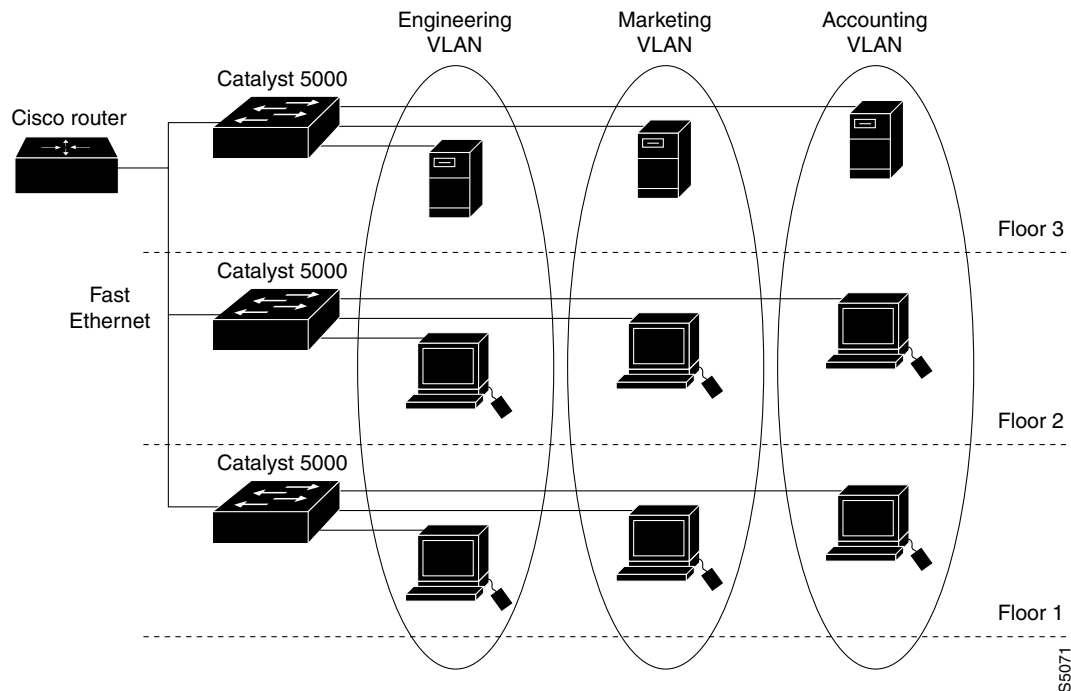 Engineering
VLAN
Marketing
VLAN
Accounting
VLAN
Catalyst 5000
Cisco router
Floor 3
Catalyst 5000
Fast
Ethernet
Floor 2
Catalyst 5000
Floor 1
S5071